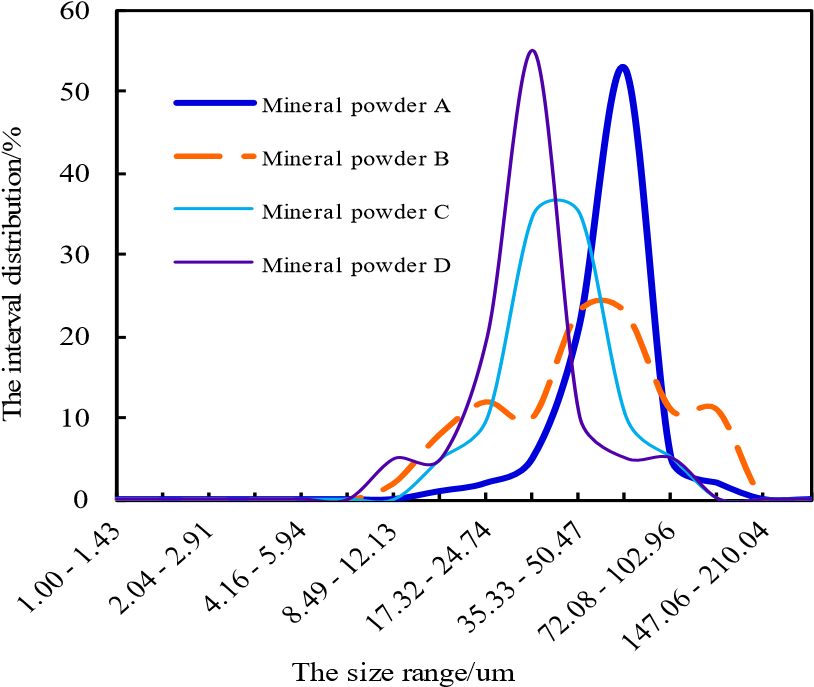 The interval distribution/%
60
50
40
30
20
10
0
Mineral powder A
Mineral powder B
Mineral powder C
Mineral powder D
1.00 - 1.43
2.04 - 2.91
4.16 - 5.94
8.49 - 12.13
17.32 - 24.74
35.33 - 50.47
72.08 - 102.96
147.06 - 210.04
The size range/um